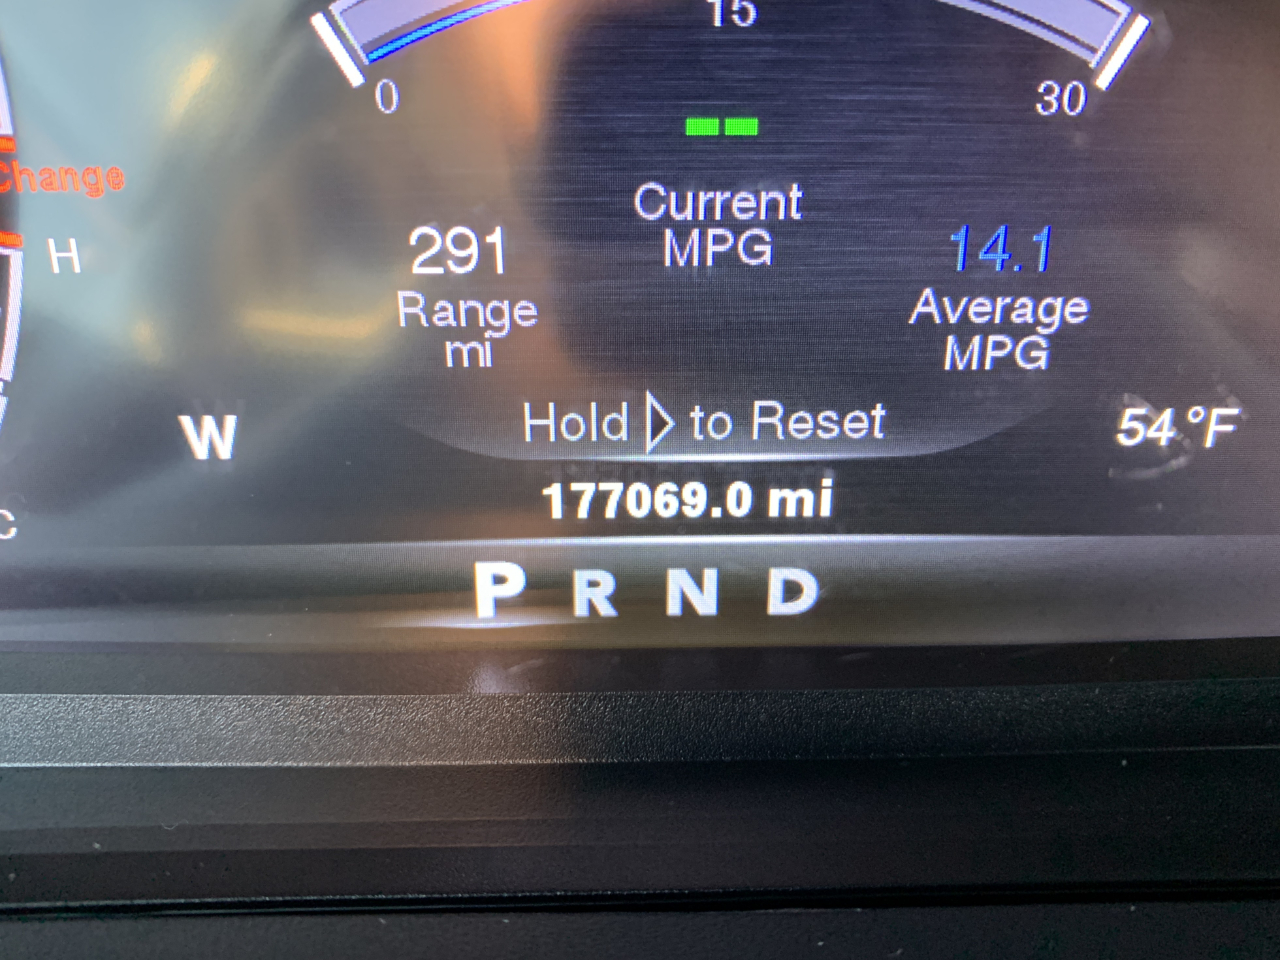 15
0
30
Change
Current
MPG
H
291
14.1
Range
mi
Average
MPG
W
Hold ▷ to Reset
54°F
177069.0 mi
C
P R N D